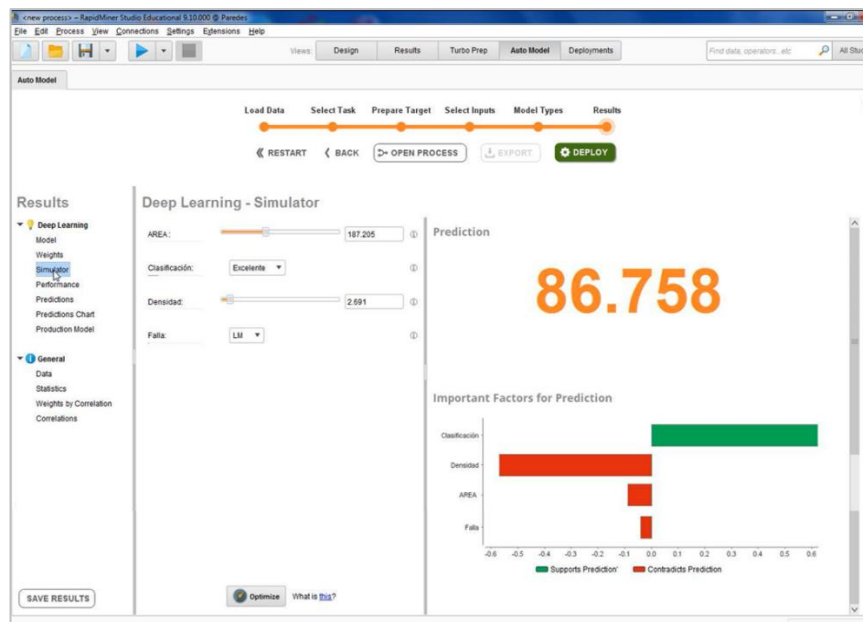 <new process> – RapidMiner Studio Educational 9.10.000 @ Paredes
File Edit Process View Connections Settings Extensions Help
Views: Design Results Turbo Prep Auto Model Deployments Find data, operators...etc All Stud
Auto Model
Load Data Select Task Prepare Target Select Inputs Model Types Results
RESTART BACK OPEN PROCESS EXPORT DEPLOY
Results
Deep Learning
Model
Weights
Simulator
Performance
Predictions
Predictions Chart
Production Model
General
Data
Statistics
Weights by Correlation
Correlations
SAVE RESULTS
Deep Learning - Simulator
AREA: 187.205
Clasificación: Excelente
Densidad: 2.691
Falla: LM
Optimize What is this?
Prediction
86.758
Important Factors for Prediction
Clasificación
Densidad
AREA
Falla
-0.6 -0.5 -0.4 -0.3 -0.2 -0.1 0.0 0.1 0.2 0.3 0.4 0.5 0.6
Supports Prediction' Contradicts Prediction